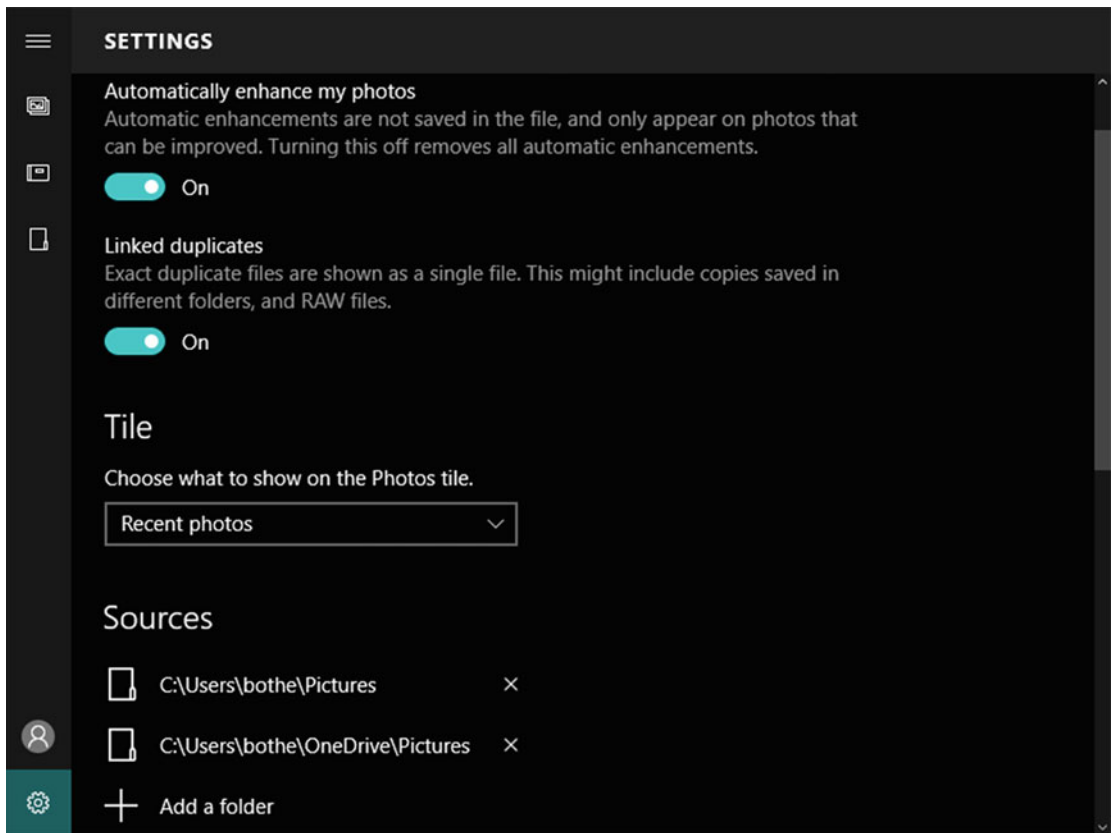 SETTINGS
Automatically enhance my photos
Automatic enhancements are not saved in the file, and only appear on photos that
can be improved. Turning this off removes all automatic enhancements.
On
Linked duplicates
Exact duplicate files are shown as a single file. This might include copies saved in
different folders, and RAW files.
On
Tile
Choose what to show on the Photos tile.
Recent photos
Sources
C:\Users\bothe\Pictures
C:\Users\bothe\OneDrive\Pictures
Add a folder